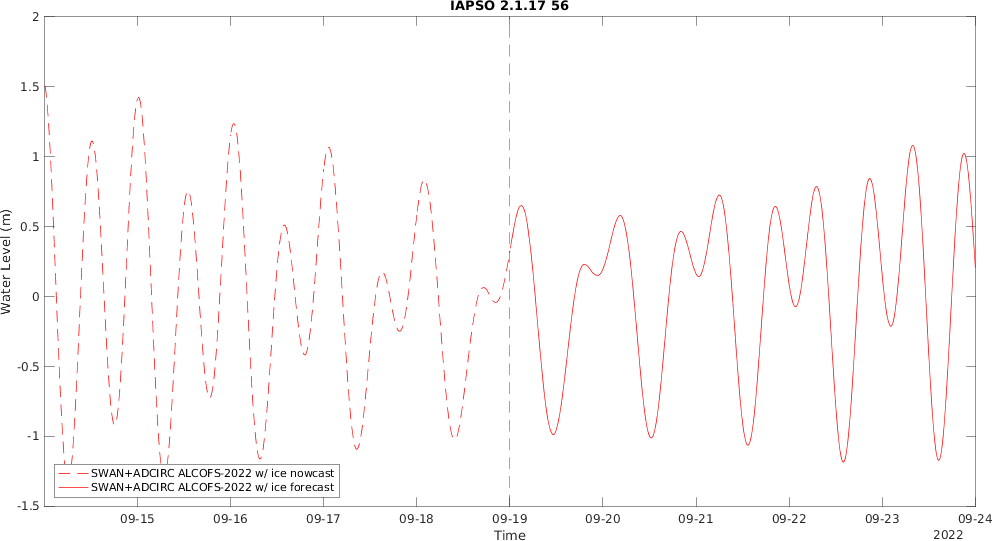 IAPSO 2.1.17 56
2
1.5
1
0.5
0
-0.5
-1
-1.5
Water Level (m)
SWAN+ADCIRC ALCOFS-2022 w/ ice nowcast
SWAN+ADCIRC ALCOFS-2022 w/ ice forecast
09-15 09-16 09-17 09-18 09-19 09-20 09-21 09-22 09-23 09-24
Time
2022